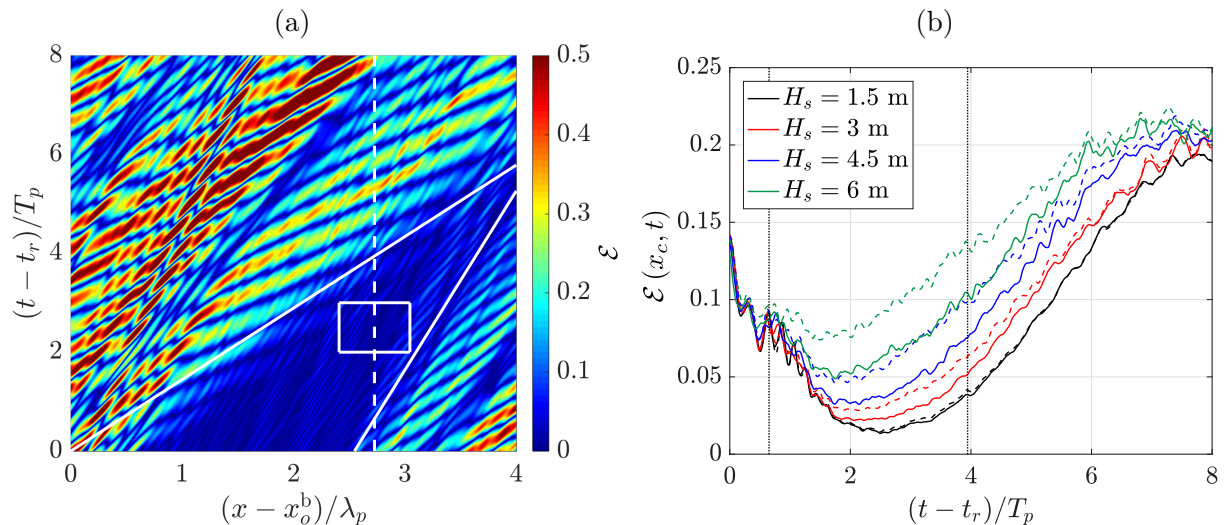 (a)
8
6
4
2
0
(t − t_r)/T_p
0 1 2 3 4
(x − x_o^b)/λ_p
0.5
0.4
0.3
0.2
0.1
0
ℰ
(b)
0.25
0.2
0.15
0.1
0.05
0
ℰ(x_c, t)
H_s = 1.5 m
H_s = 3 m
H_s = 4.5 m
H_s = 6 m
0 2 4 6 8
(t − t_r)/T_p